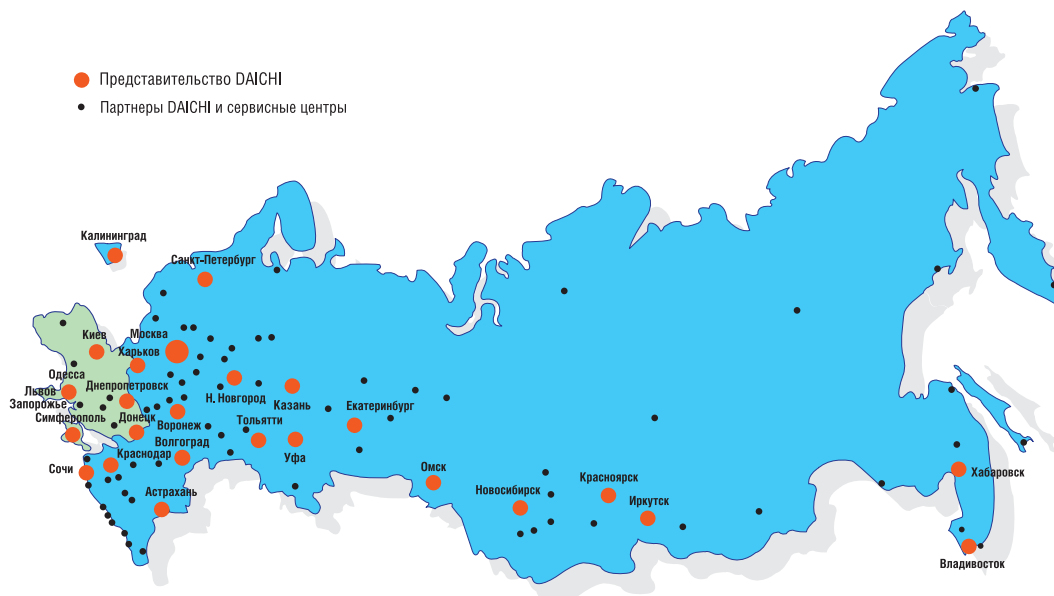 Представительство DAICHI
Партнеры DAICHI и сервисные центры
Калининград
Санкт-Петербург
Москва
Киев
Харьков
Одесса
Днепропетровск
Львов
Запорожье
Симферополь
Донецк
Н. Новгород
Казань
Екатеринбург
Воронеж
Тольятти
Волгоград
Краснодар
Уфа
Сочи
Омск
Астрахань
Новосибирск
Красноярск
Иркутск
Хабаровск
Владивосток